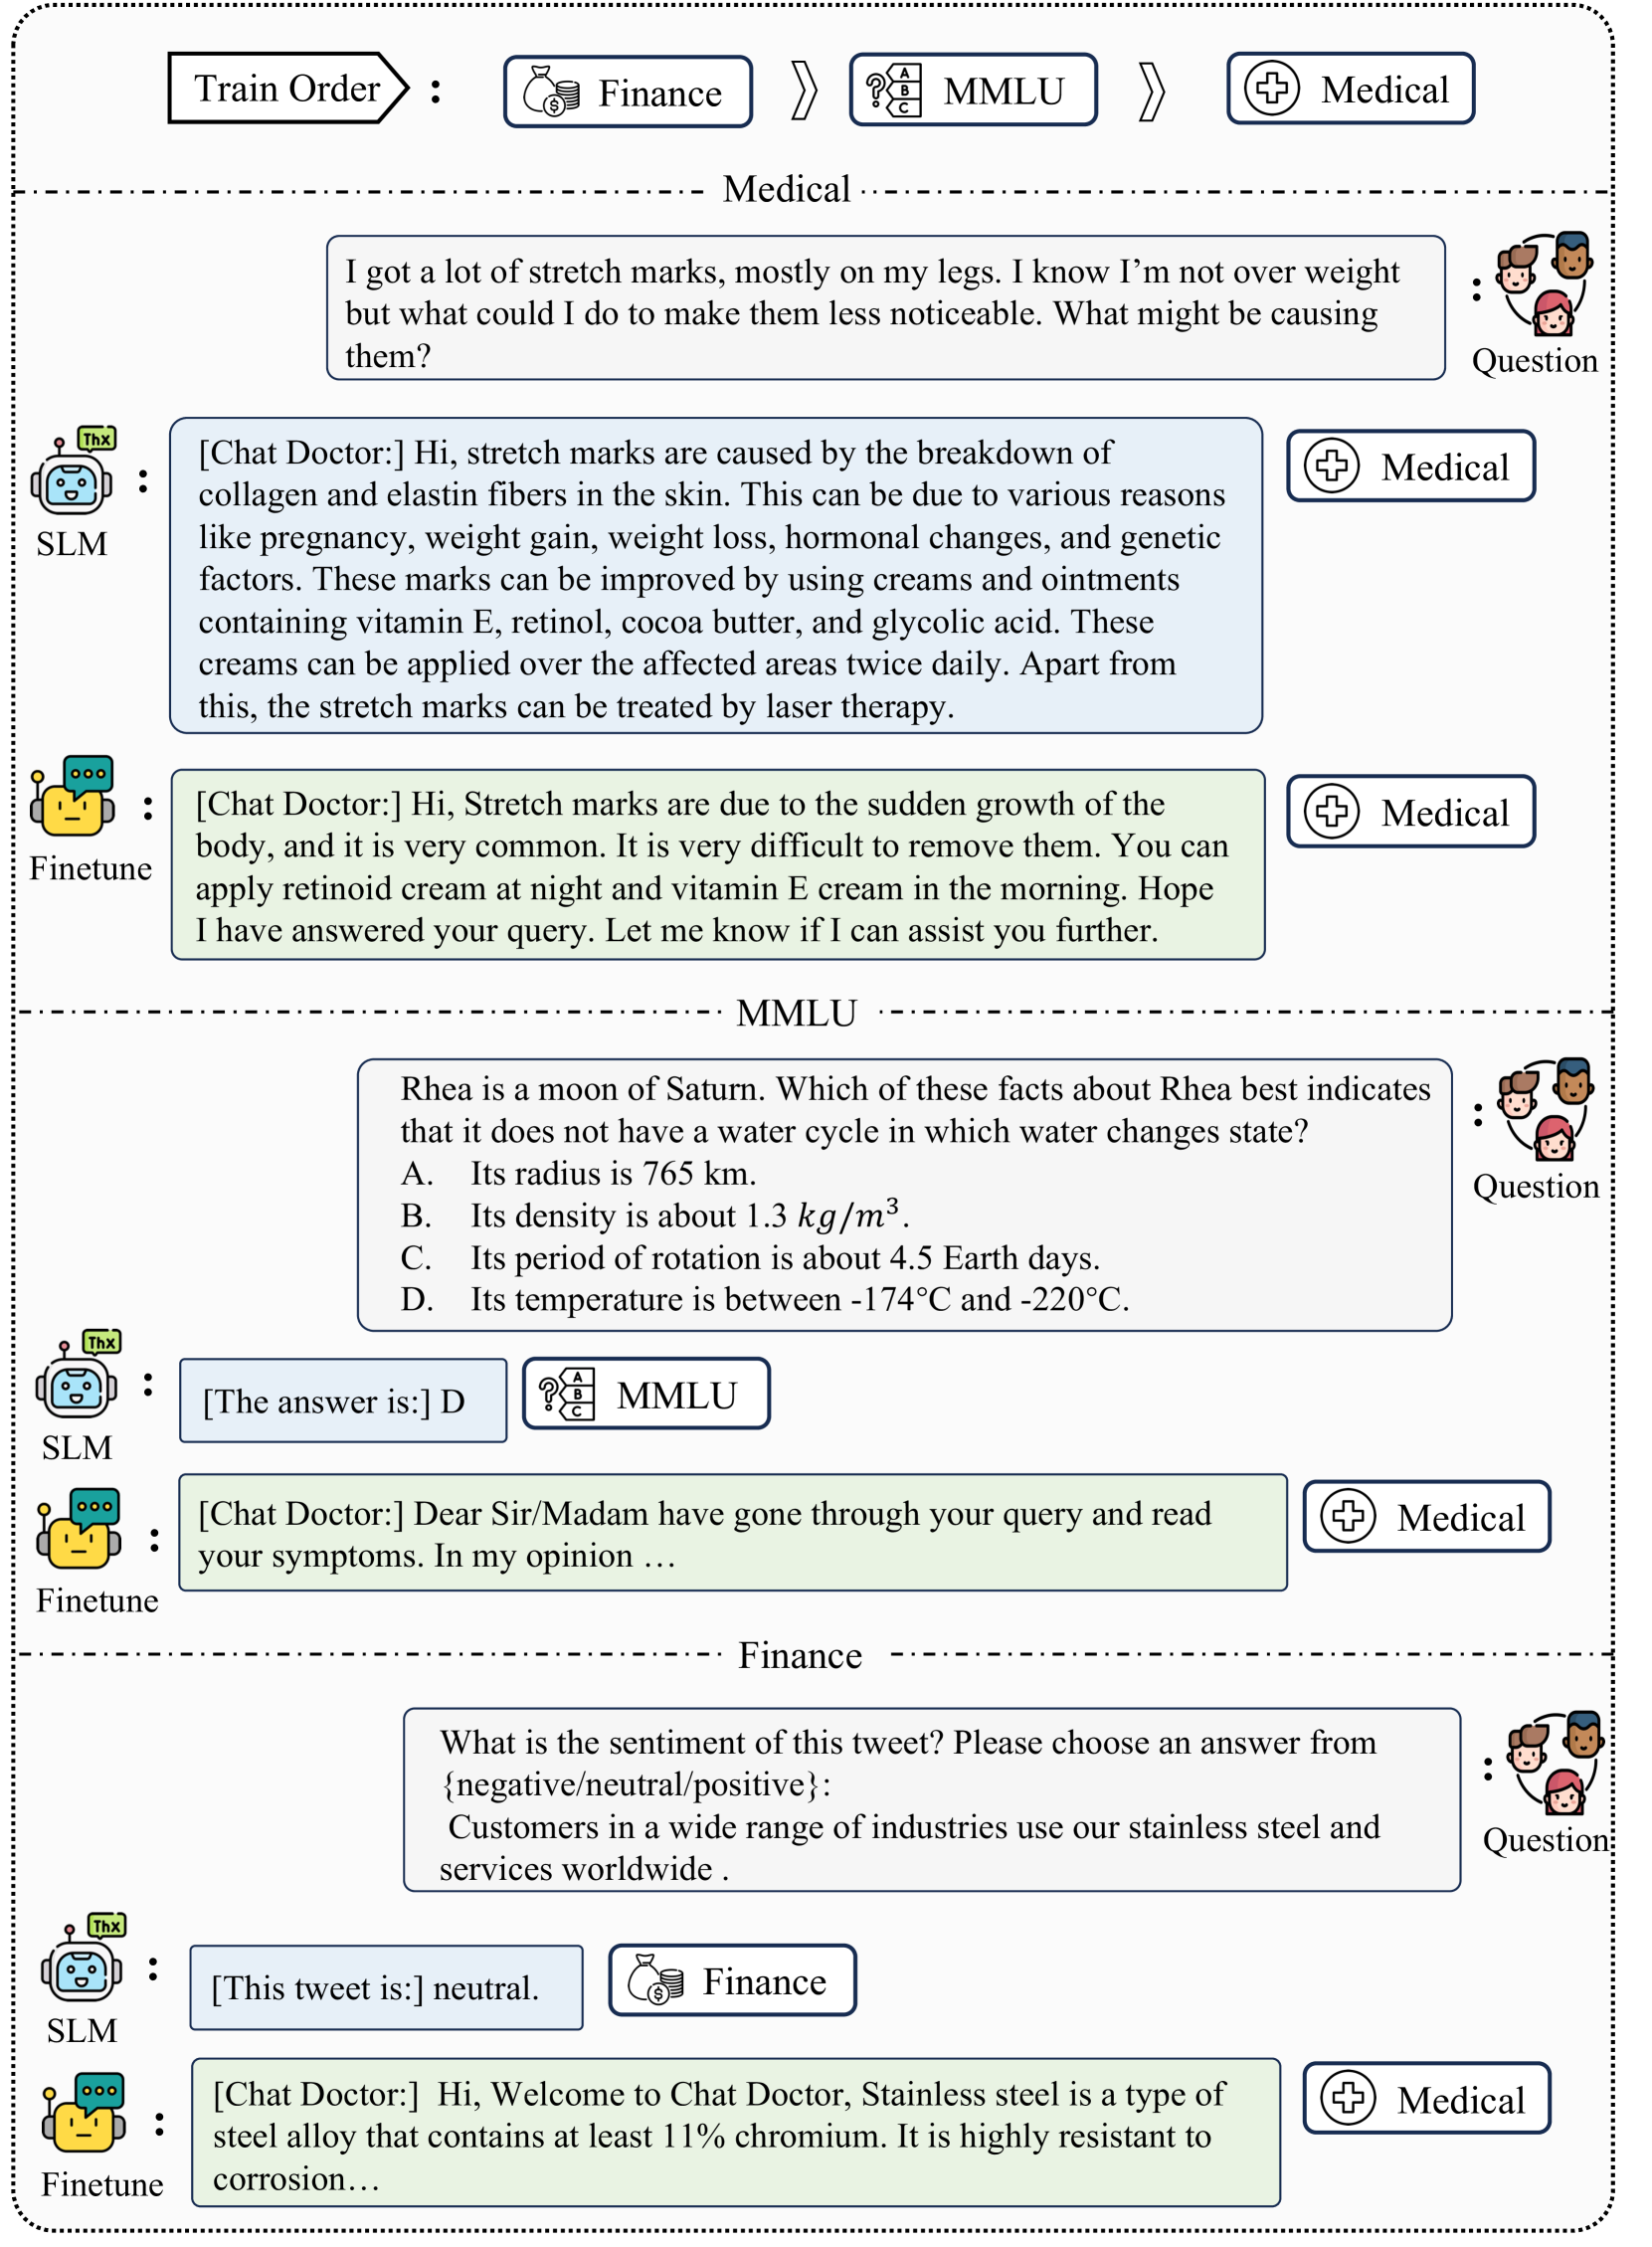 Train Order : Finance MMLU Medical
Medical
I got a lot of stretch marks, mostly on my legs. I know I’m not over weight
but what could I do to make them less noticeable. What might be causing
them?
:
Question
Thx
SLM
:
[Chat Doctor:] Hi, stretch marks are caused by the breakdown of
collagen and elastin fibers in the skin. This can be due to various reasons
like pregnancy, weight gain, weight loss, hormonal changes, and genetic
factors. These marks can be improved by using creams and ointments
containing vitamin E, retinol, cocoa butter, and glycolic acid. These
creams can be applied over the affected areas twice daily. Apart from
this, the stretch marks can be treated by laser therapy.
Medical
Finetune
:
[Chat Doctor:] Hi, Stretch marks are due to the sudden growth of the
body, and it is very common. It is very difficult to remove them. You can
apply retinoid cream at night and vitamin E cream in the morning. Hope
I have answered your query. Let me know if I can assist you further.
Medical
MMLU
Rhea is a moon of Saturn. Which of these facts about Rhea best indicates
that it does not have a water cycle in which water changes state?
A. Its radius is 765 km.
B. Its density is about 1.3 kg/m³.
C. Its period of rotation is about 4.5 Earth days.
D. Its temperature is between -174°C and -220°C.
:
Question
Thx
SLM
:
[The answer is:] D
? A B C MMLU
Finetune
:
[Chat Doctor:] Dear Sir/Madam have gone through your query and read
your symptoms. In my opinion …
Medical
Finance
What is the sentiment of this tweet? Please choose an answer from
{negative/neutral/positive}:
Customers in a wide range of industries use our stainless steel and
services worldwide .
:
Question
Thx
SLM
:
[This tweet is:] neutral.
$ Finance
Finetune
:
[Chat Doctor:] Hi, Welcome to Chat Doctor, Stainless steel is a type of
steel alloy that contains at least 11% chromium. It is highly resistant to
corrosion…
Medical